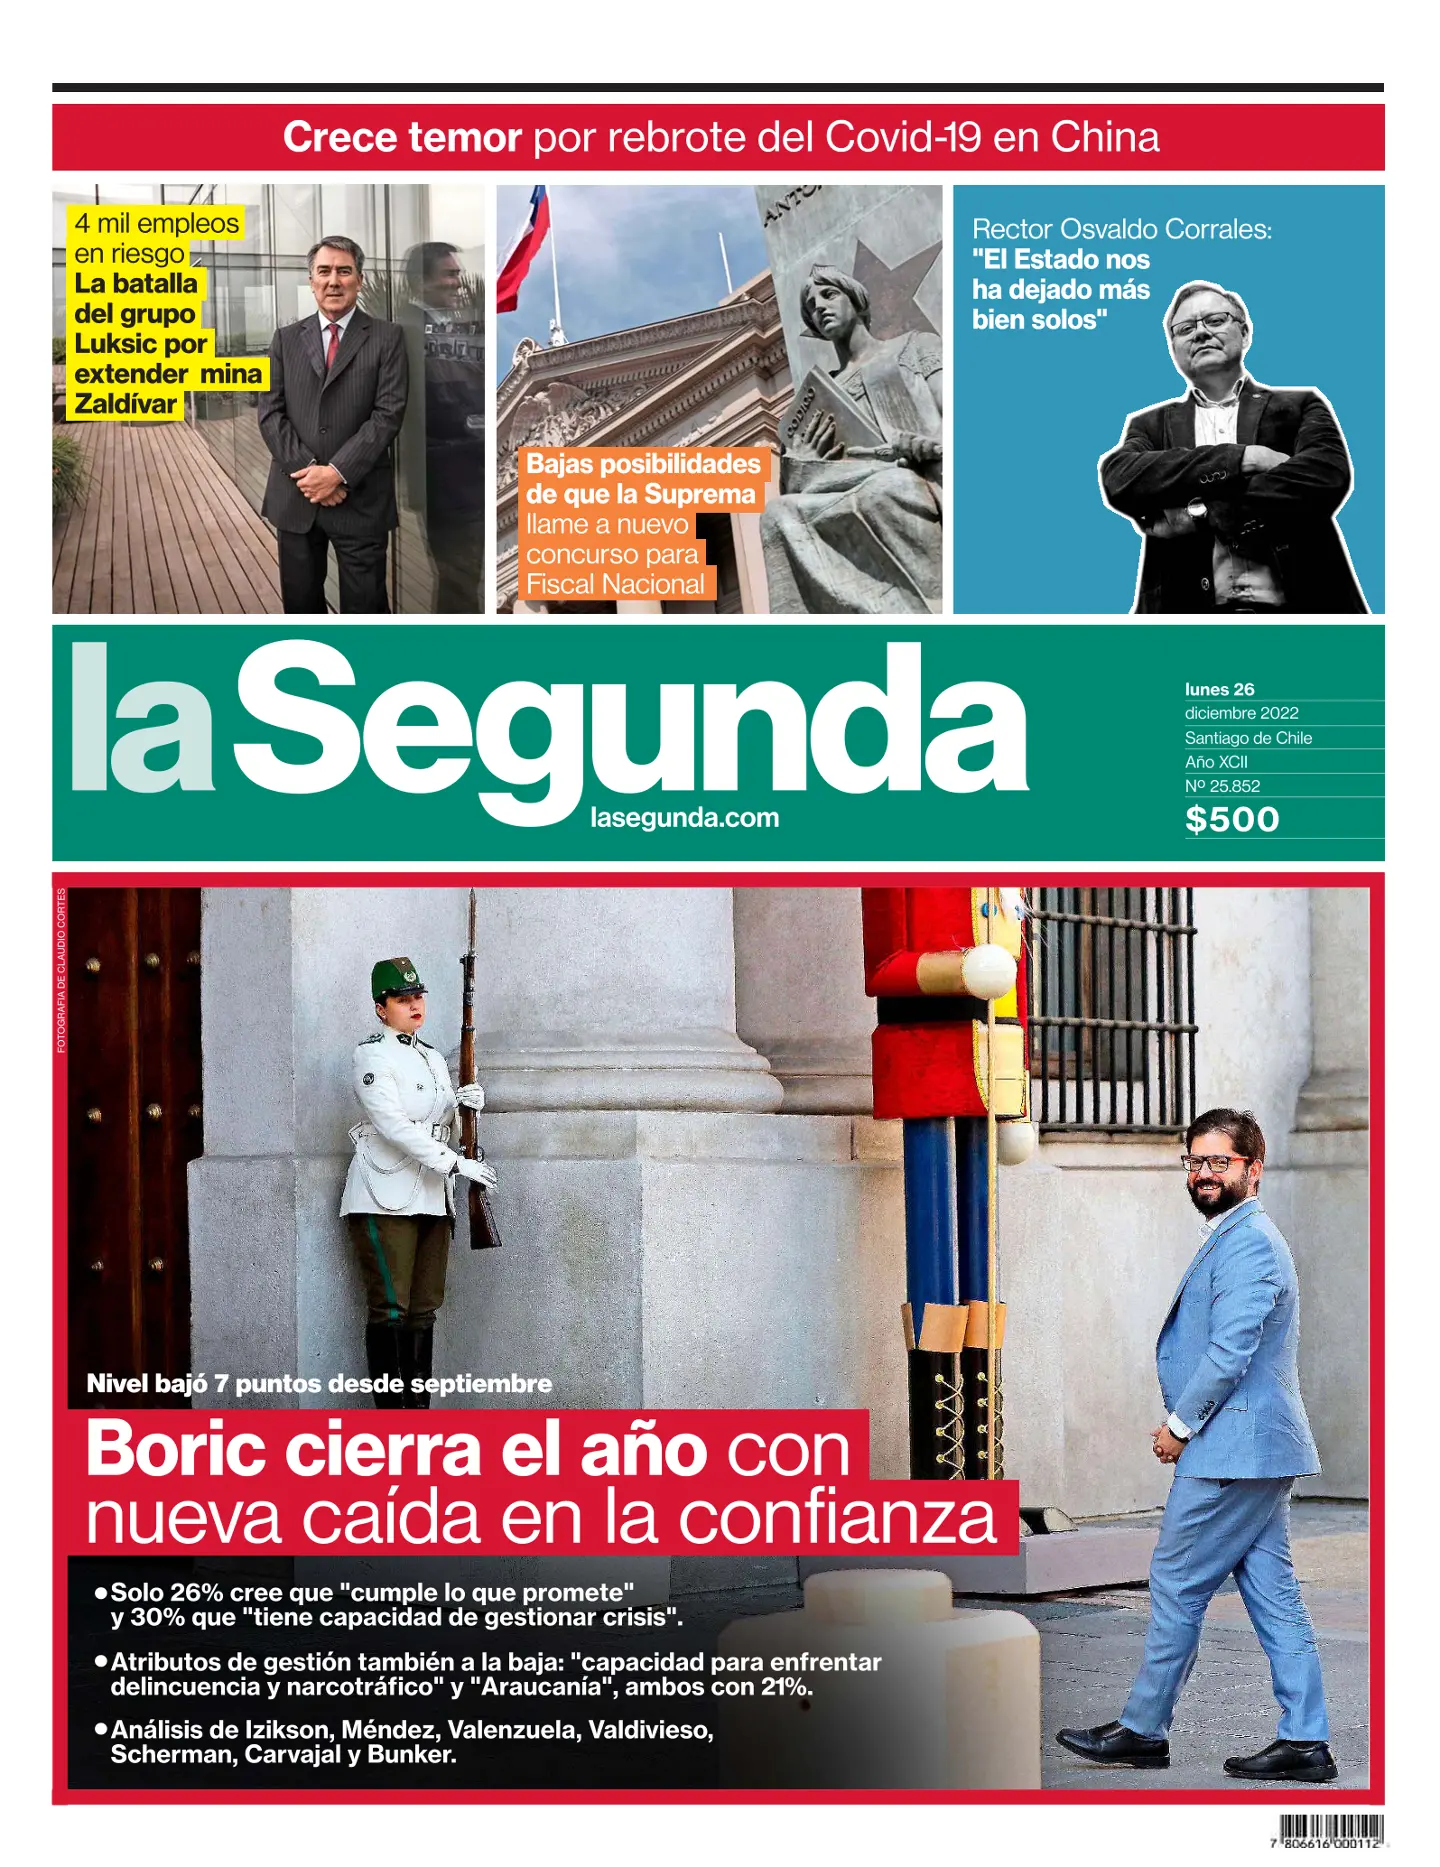 Crece temor por rebrote del Covid-19 en China
4 mil empleos
en riesgo
La batalla
del grupo
Luksic por
extender mina
Zaldívar
ANTO
CODIGO
Bajas posibilidades
de que la Suprema
llame a nuevo
concurso para
Fiscal Nacional
Rector Osvaldo Corrales:
"El Estado nos
ha dejado más
bien solos"
la Segunda
lasegunda.com
lunes 26
diciembre 2022
Santiago de Chile
Año XCII
Nº 25.852
$500
FOTOGRAFIA DE CLAUDIO CORTES
Nivel bajó 7 puntos desde septiembre
Boric cierra el año con
nueva caída en la confianza
●Solo 26% cree que "cumple lo que promete"
y 30% que "tiene capacidad de gestionar crisis".
●Atributos de gestión también a la baja: "capacidad para enfrentar
delincuencia y narcotráfico" y "Araucanía", ambos con 21%.
●Análisis de Izikson, Méndez, Valenzuela, Valdivieso,
Scherman, Carvajal y Bunker.
7 806616 000112